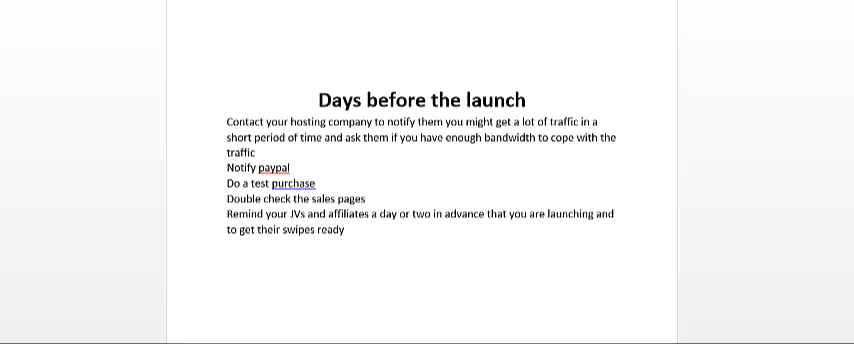 Days before the launch
Contact your hosting company to notify them you might get a lot of traffic in a
short period of time and ask them if you have enough bandwidth to cope with the
traffic
Notify paypal
Do a test purchase
Double check the sales pages
Remind your JVs and affiliates a day or two in advance that you are launching and
to get their swipes ready